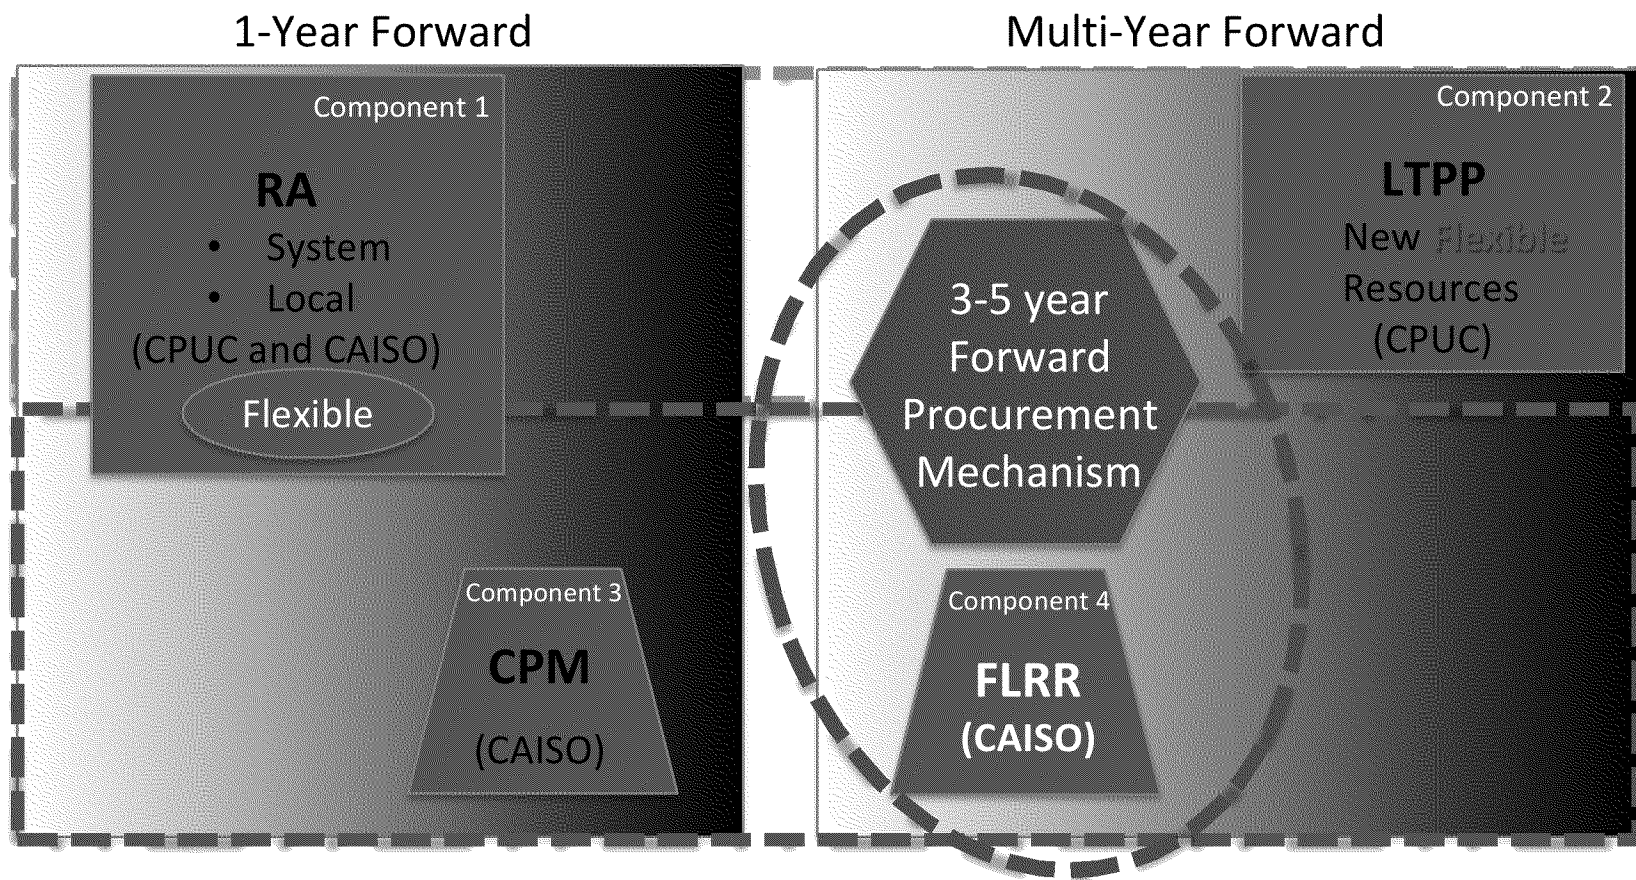 1-Year Forward
Multi-Year Forward
Component 1
RA
• System
• Local
(CPUC and CAISO)
Flexible
Component 2
LTPP
New Flexible
Resources
(CPUC)
3-5 year
Forward
Procurement
Mechanism
Component 3
CPM
(CAISO)
Component 4
FLRR
(CAISO)